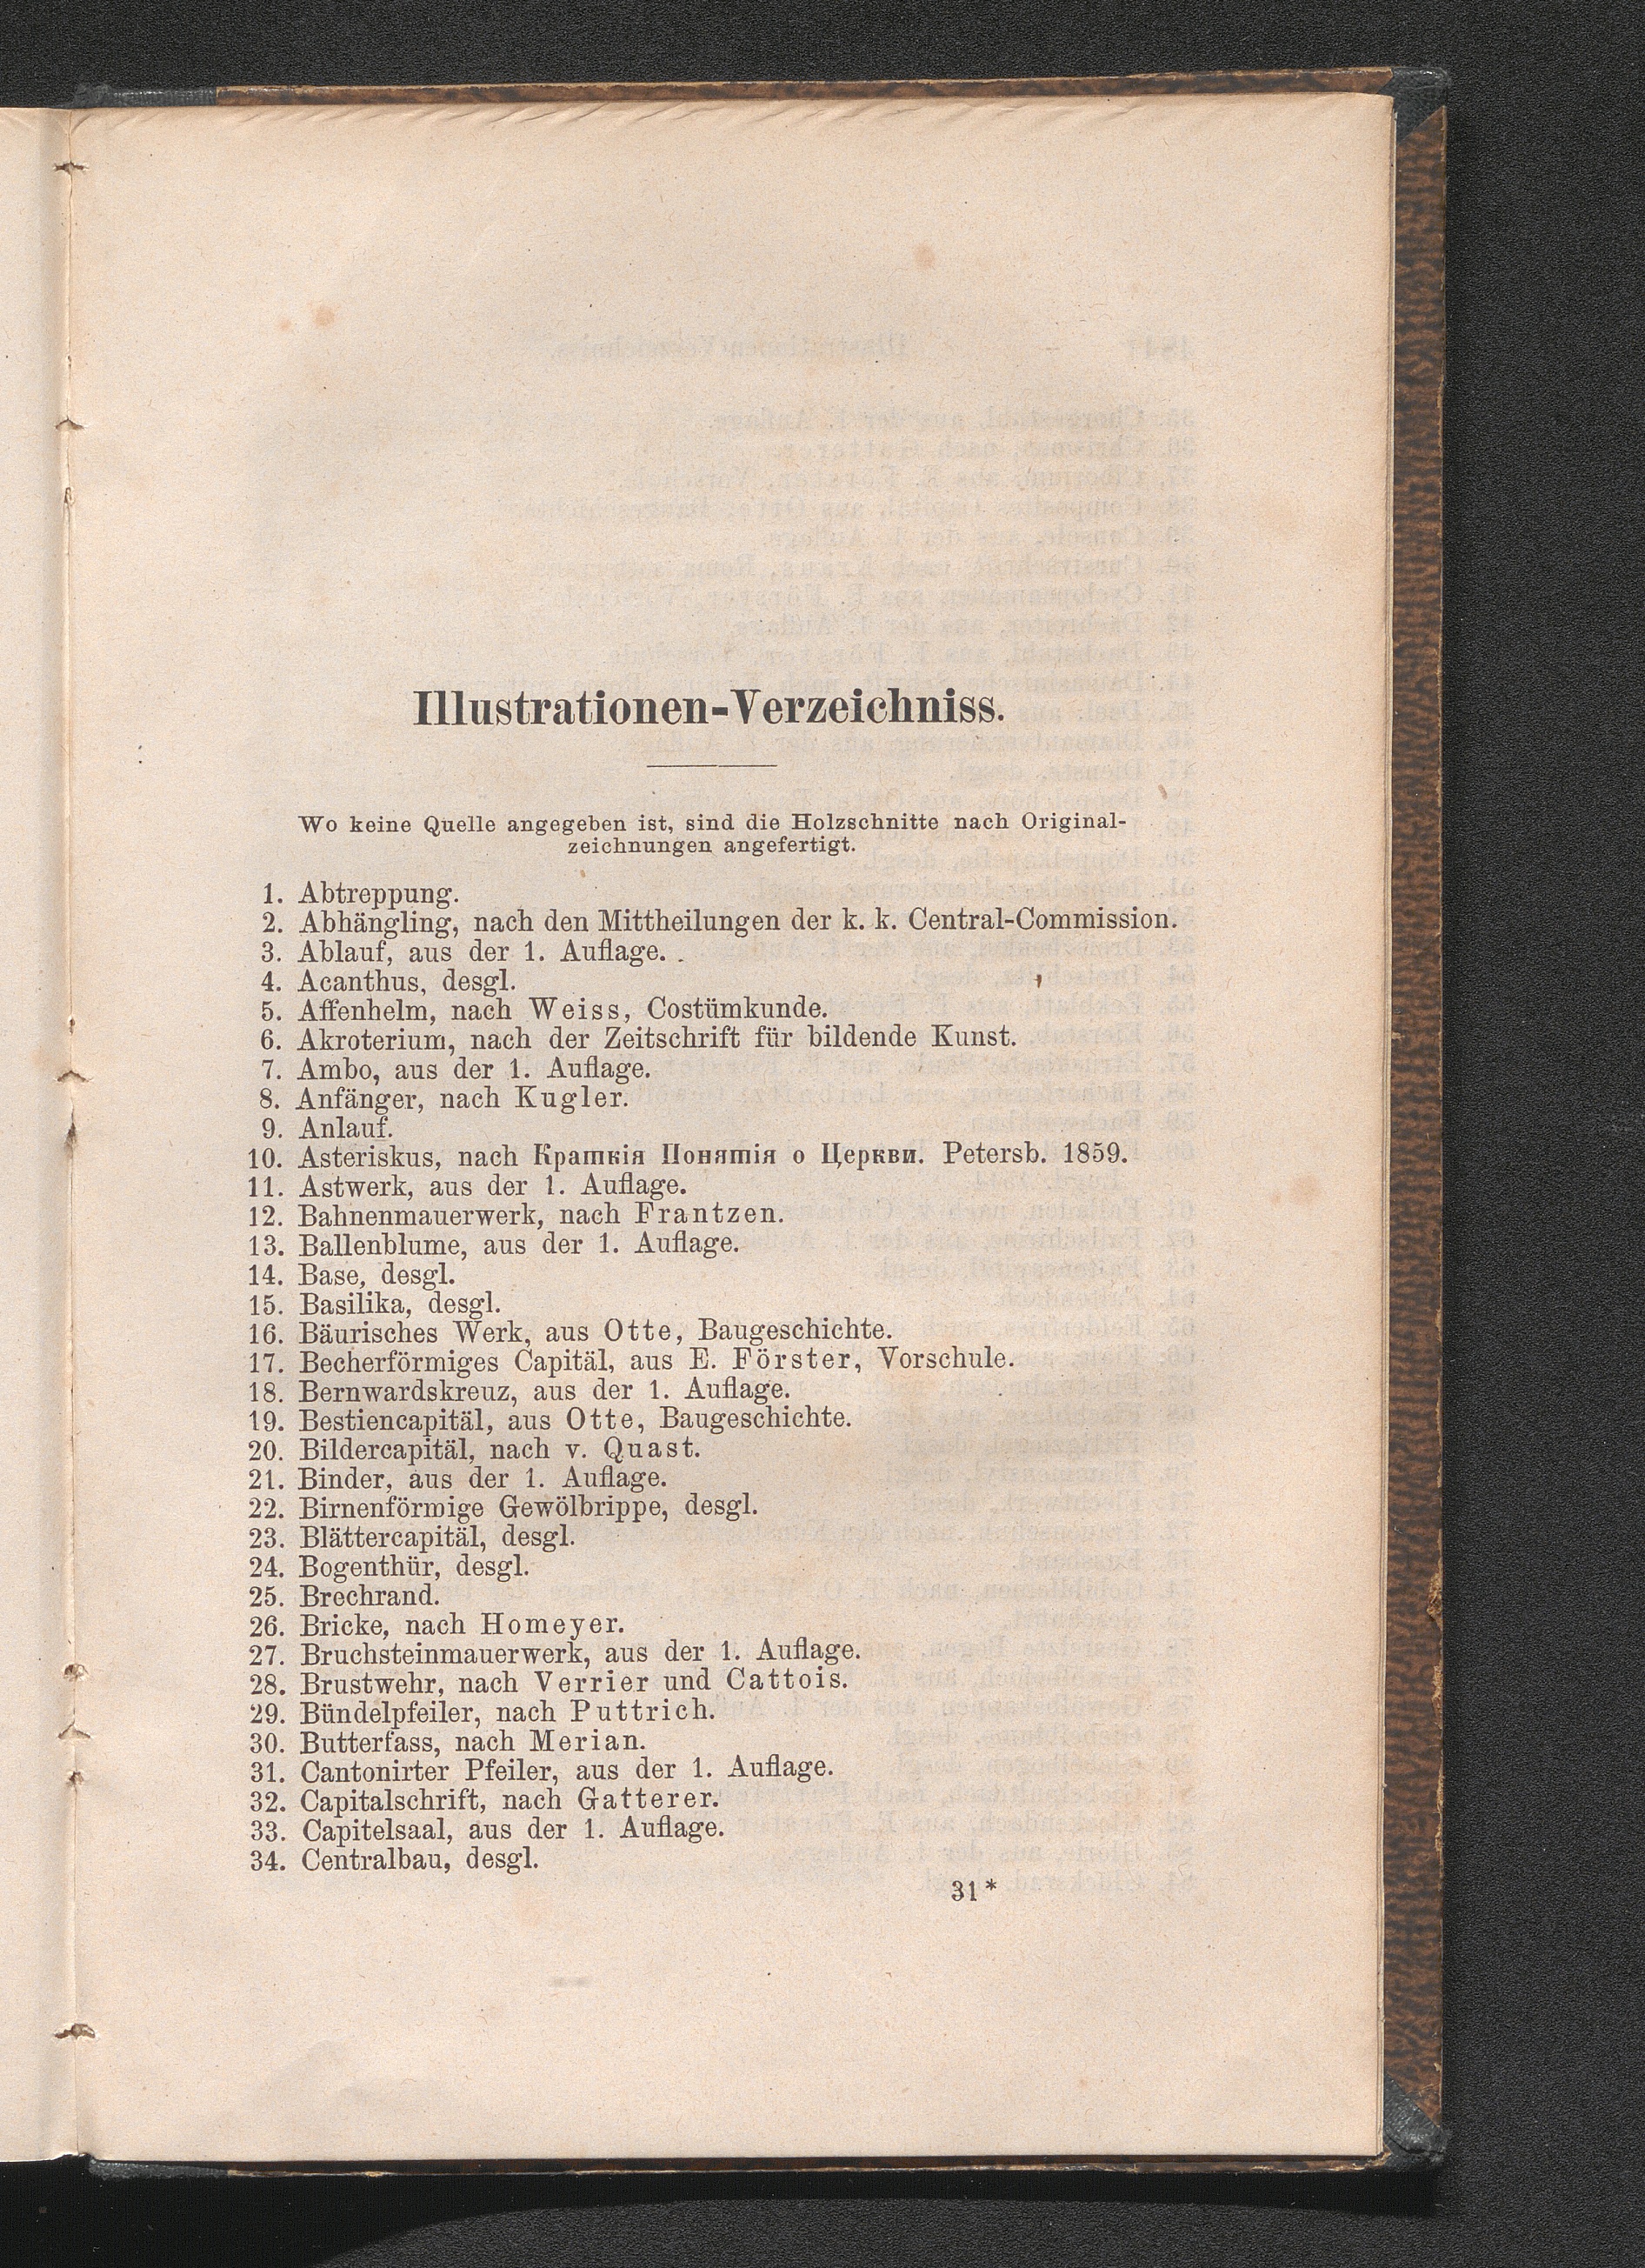 Illustrationen-Verzeichniss.
Wo keine Quelle angegeben ist, sind die Holzschnitte nach Original-
zeichnungen angefertigt.
1. Abtreppung.
2. Abhängling, nach den Mittheilungen der k. k. Central-Commission.
3. Ablauf, aus der 1. Auflage.
4. Acanthus, desgl.
5. Affenhelm, nach Weiss, Costümkunde.
6. Akroterium, nach der Zeitschrift für bildende Kunst.
7. Ambo, aus der 1. Auflage.
8. Anfänger, nach Kugler.
9. Anlauf.
10. Asteriskus, nach Краткія Понятія о Церкви. Petersb. 1859.
11. Astwerk, aus der 1. Auflage.
12. Bahnenmauerwerk, nach Frantzen.
13. Ballenblume, aus der 1. Auflage.
14. Base, desgl.
15. Basilika, desgl.
16. Bäurisches Werk, aus Otte, Baugeschichte.
17. Becherförmiges Capitäl, aus E. Förster, Vorschule.
18. Bernwardskreuz, aus der 1. Auflage.
19. Bestiencapitäl, aus Otte, Baugeschichte.
20. Bildercapitäl, nach v. Quast.
21. Binder, aus der 1. Auflage.
22. Birnenförmige Gewölbrippe, desgl.
23. Blättercapitäl, desgl.
24. Bogenthür, desgl.
25. Brechrand.
26. Bricke, nach Homeyer.
27. Bruchsteinmauerwerk, aus der 1. Auflage.
28. Brustwehr, nach Verrier und Cattois.
29. Bündelpfeiler, nach Puttrich.
30. Butterfass, nach Merian.
31. Cantonirter Pfeiler, aus der 1. Auflage.
32. Capitalschrift, nach Gatterer.
33. Capitelsaal, aus der 1. Auflage.
34. Centralbau, desgl.
31*